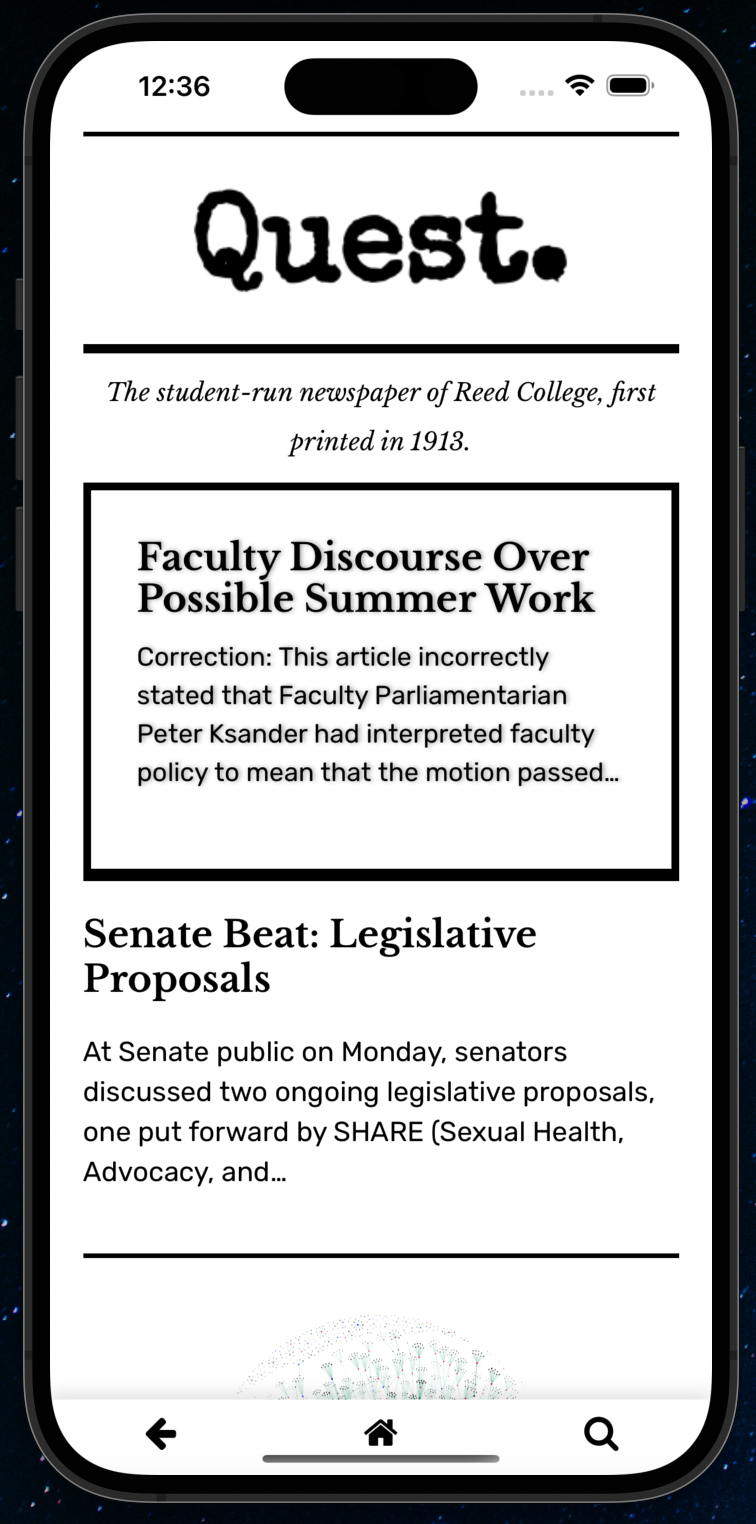 12:36
Quest.
The student-run newspaper of Reed College, first
printed in 1913.
Faculty Discourse Over
Possible Summer Work
Correction: This article incorrectly
stated that Faculty Parliamentarian
Peter Ksander had interpreted faculty
policy to mean that the motion passed…
Senate Beat: Legislative
Proposals
At Senate public on Monday, senators
discussed two ongoing legislative proposals,
one put forward by SHARE (Sexual Health,
Advocacy, and…